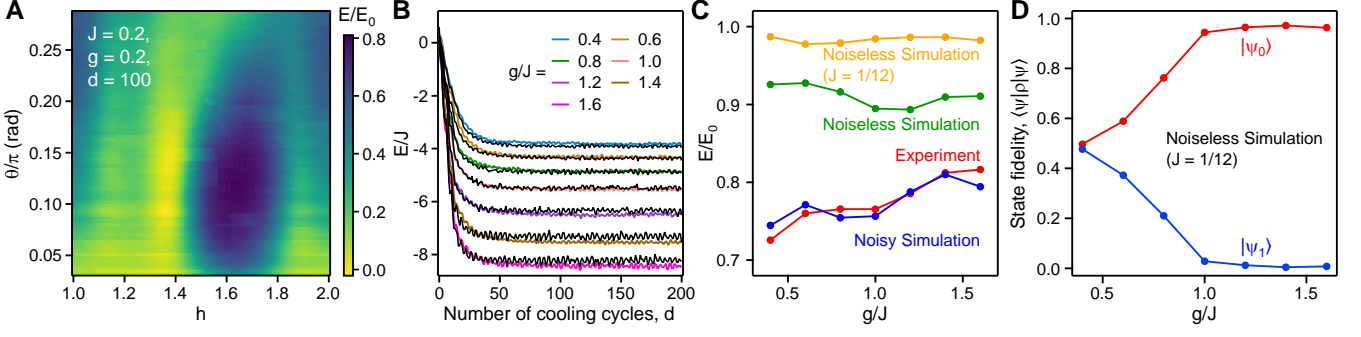 A
J = 0.2,
g = 0.2,
d = 100
E/E0
0.8
0.6
0.4
0.2
0.0
0.25
0.20
0.15
0.10
0.05
θ/π (rad)
1.0 1.2 1.4 1.6 1.8 2.0
h
B
g/J =
0.4 0.6
0.8 1.0
1.2 1.4
1.6
0
-2
-4
-6
-8
E/J
0 50 100 150 200
Number of cooling cycles, d
C
1.0
0.9
0.8
0.7
E/E0
Noiseless Simulation
(J = 1/12)
Noiseless Simulation
Experiment
Noisy Simulation
0.5 1.0 1.5
g/J
D
1.0
0.8
0.6
0.4
0.2
0.0
State fidelity, ⟨ψ|ρ|ψ⟩
|ψ0⟩
Noiseless Simulation
(J = 1/12)
|ψ1⟩
0.5 1.0 1.5
g/J